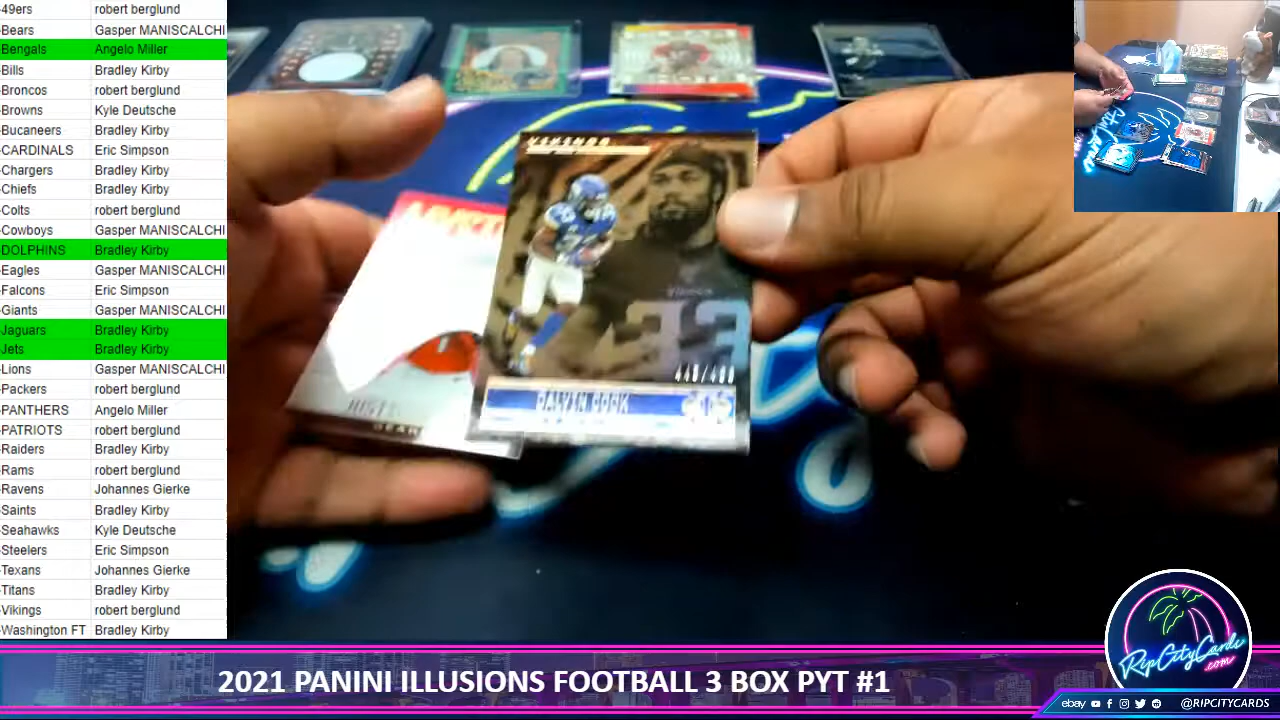 -49ers robert berglund
-Bears Gasper MANISCALCHI
-Bengals Angelo Miller
-Bills Bradley Kirby
-Broncos robert berglund
-Browns Kyle Deutsche
-Bucaneers Bradley Kirby
-CARDINALS Eric Simpson
-Chargers Bradley Kirby
-Chiefs Bradley Kirby
-Colts robert berglund
-Cowboys Gasper MANISCALCHI
-DOLPHINS Bradley Kirby
-Eagles Gasper MANISCALCHI
-Falcons Eric Simpson
-Giants Gasper MANISCALCHI
-Jaguars Bradley Kirby
-Jets Bradley Kirby
-Lions Gasper MANISCALCHI
-Packers robert berglund
-PANTHERS Angelo Miller
-PATRIOTS robert berglund
-Raiders Bradley Kirby
-Rams robert berglund
-Ravens Johannes Gierke
-Saints Bradley Kirby
-Seahawks Kyle Deutsche
-Steelers Eric Simpson
-Texans Johannes Gierke
-Titans Bradley Kirby
-Vikings robert berglund
-Washington FT Bradley Kirby
33
DALVIN COOK
2021 PANINI ILLUSIONS FOOTBALL 3 BOX PYT #1
RipCityCards
.com
ebay @RIPCITYCARDS